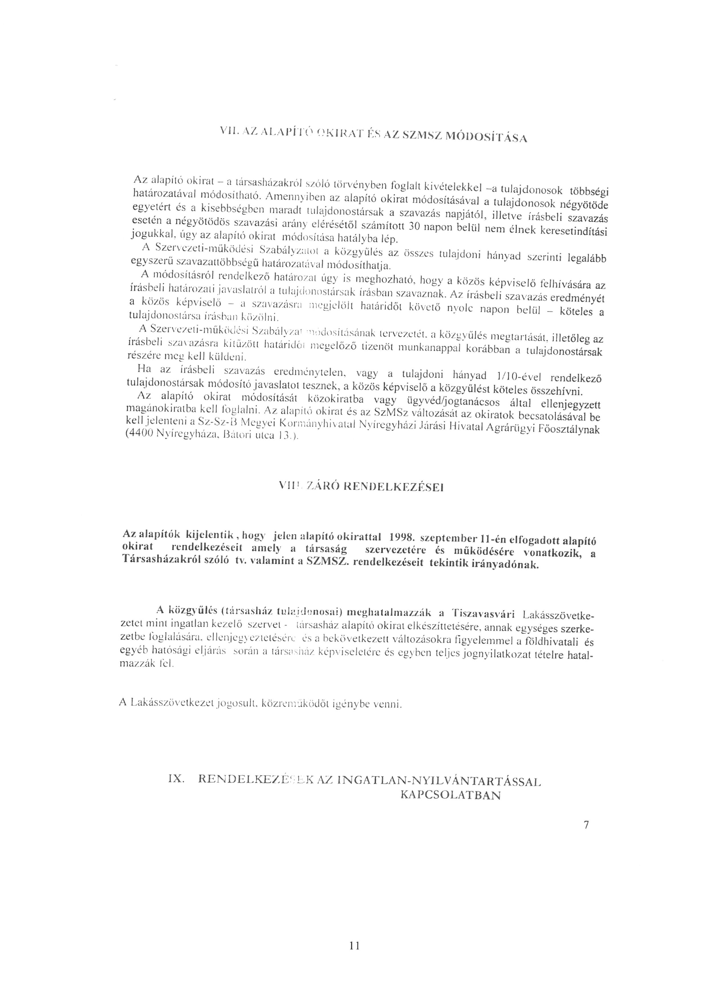 VII. AZ ALAPÍTÓ OKIRAT ÉS AZ SZMSZ MÓDOSÍTÁSA
Az alapító okirat – a társasházakról szóló törvényben foglalt kivételekkel –a tulajdonosok többségi
határozatával módosítható. Amennyiben az alapító okirat módosításával a tulajdonosok négyötöde
egyetért és a kisebbségben maradt tulajdonostársak a szavazás napjától, illetve írásbeli szavazás
esetén a négyötödös szavazási arány elérésétől számított 30 napon belül nem élnek keresetindítási
jogukkal, úgy az alapító okirat módosítása hatályba lép.
A Szervezeti-működési Szabályzatot a közgyűlés az összes tulajdoni hányad szerinti legalább
egyszerű szavazattöbbségű határozatával módosíthatja.
A módosításról rendelkező határozat úgy is meghozható, hogy a közös képviselő felhívására az
írásbeli határozati javaslatról a tulajdonostársak írásban szavaznak. Az írásbeli szavazás eredményét
a közös képviselő – a szavazásra megjelölt határidőt követő nyolc napon belül – köteles a
tulajdonostársa írásban közölni.
A Szervezeti-működési Szabályzat módosításának tervezetét, a közgyűlés megtartását, illetőleg az
írásbeli szavazásra kitűzött határidőt megelőző tizenöt munkanappal korábban a tulajdonostársak
részére meg kell küldeni.
Ha az írásbeli szavazás eredménytelen, vagy a tulajdoni hányad 1/10-ével rendelkező
tulajdonostársak módosító javaslatot tesznek, a közös képviselő a közgyűlést köteles összehívni.
Az alapító okirat módosítását közokiratba vagy ügyvéd/jogtanácsos által ellenjegyzett
magánokiratba kell foglalni. Az alapító okirat és az SzMSz változását az okiratok becsatolásával be
kell jelenteni a Sz-Sz-B Megyei Kormányhivatal Nyíregyházi Járási Hivatal Agrárügyi Főosztálynak
(4400 Nyíregyháza, Bátori utca 13.).
VIII. ZÁRÓ RENDELKEZÉSEI
Az alapítók kijelentik , hogy jelen alapító okirattal 1998. szeptember 11-én elfogadott alapító
okirat rendelkezéseit amely a társaság szervezetére és működésére vonatkozik, a
Társasházakról szóló tv. valamint a SZMSZ. rendelkezéseit tekintik irányadónak.
A közgyűlés (társasház tulajdonosai) meghatalmazzák a Tiszavasvári Lakásszövetke-
zetet mint ingatlan kezelő szervet - társasház alapító okirat elkészíttetésére, annak egységes szerke-
zetbe foglalására, ellenjegyeztetésére és a bekövetkezett változásokra figyelemmel a földhivatali és
egyéb hatósági eljárás során a társasház képviseletére és egyben teljes jognyilatkozat tételre hatal-
mazzák fel.
A Lakásszövetkezet jogosult, közreműködőt igénybe venni.
IX. RENDELKEZÉSEK AZ INGATLAN-NYILVÁNTARTÁSSAL
KAPCSOLATBAN
7
11